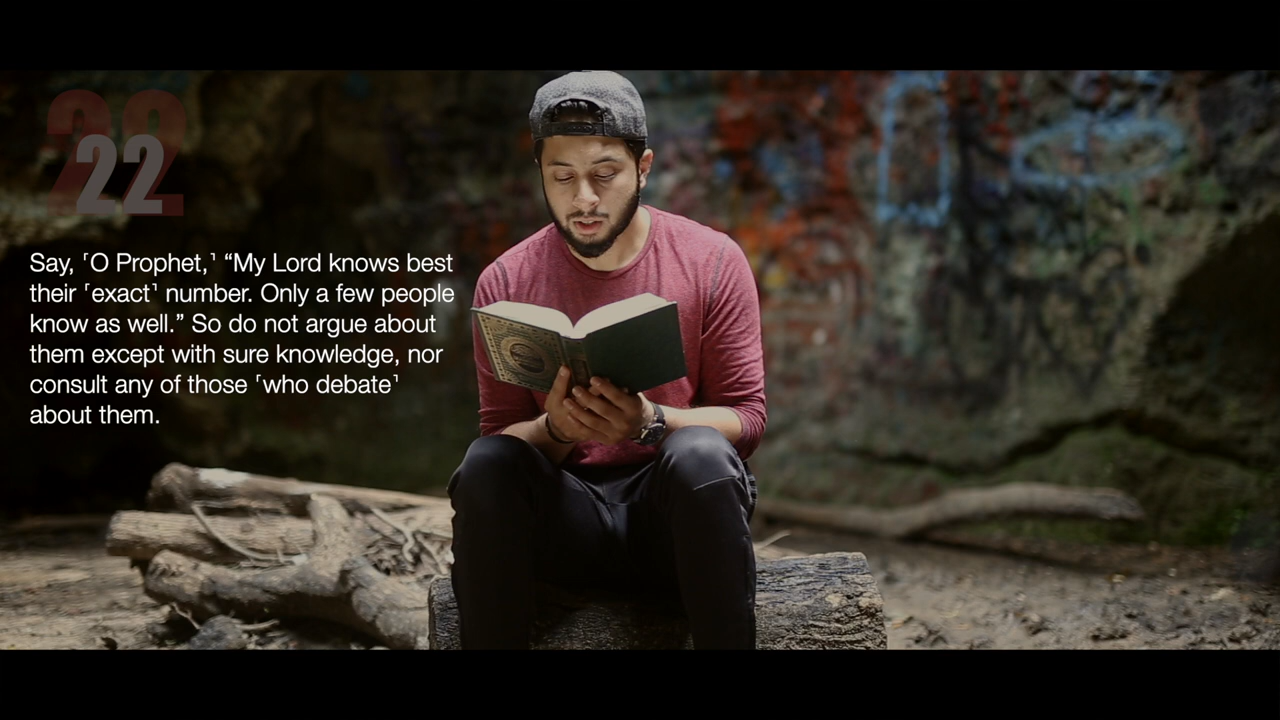 22
22
Say, ˹O Prophet,˺ “My Lord knows best
their ˹exact˺ number. Only a few people
know as well.” So do not argue about
them except with sure knowledge, nor
consult any of those ˹who debate˺
about them.